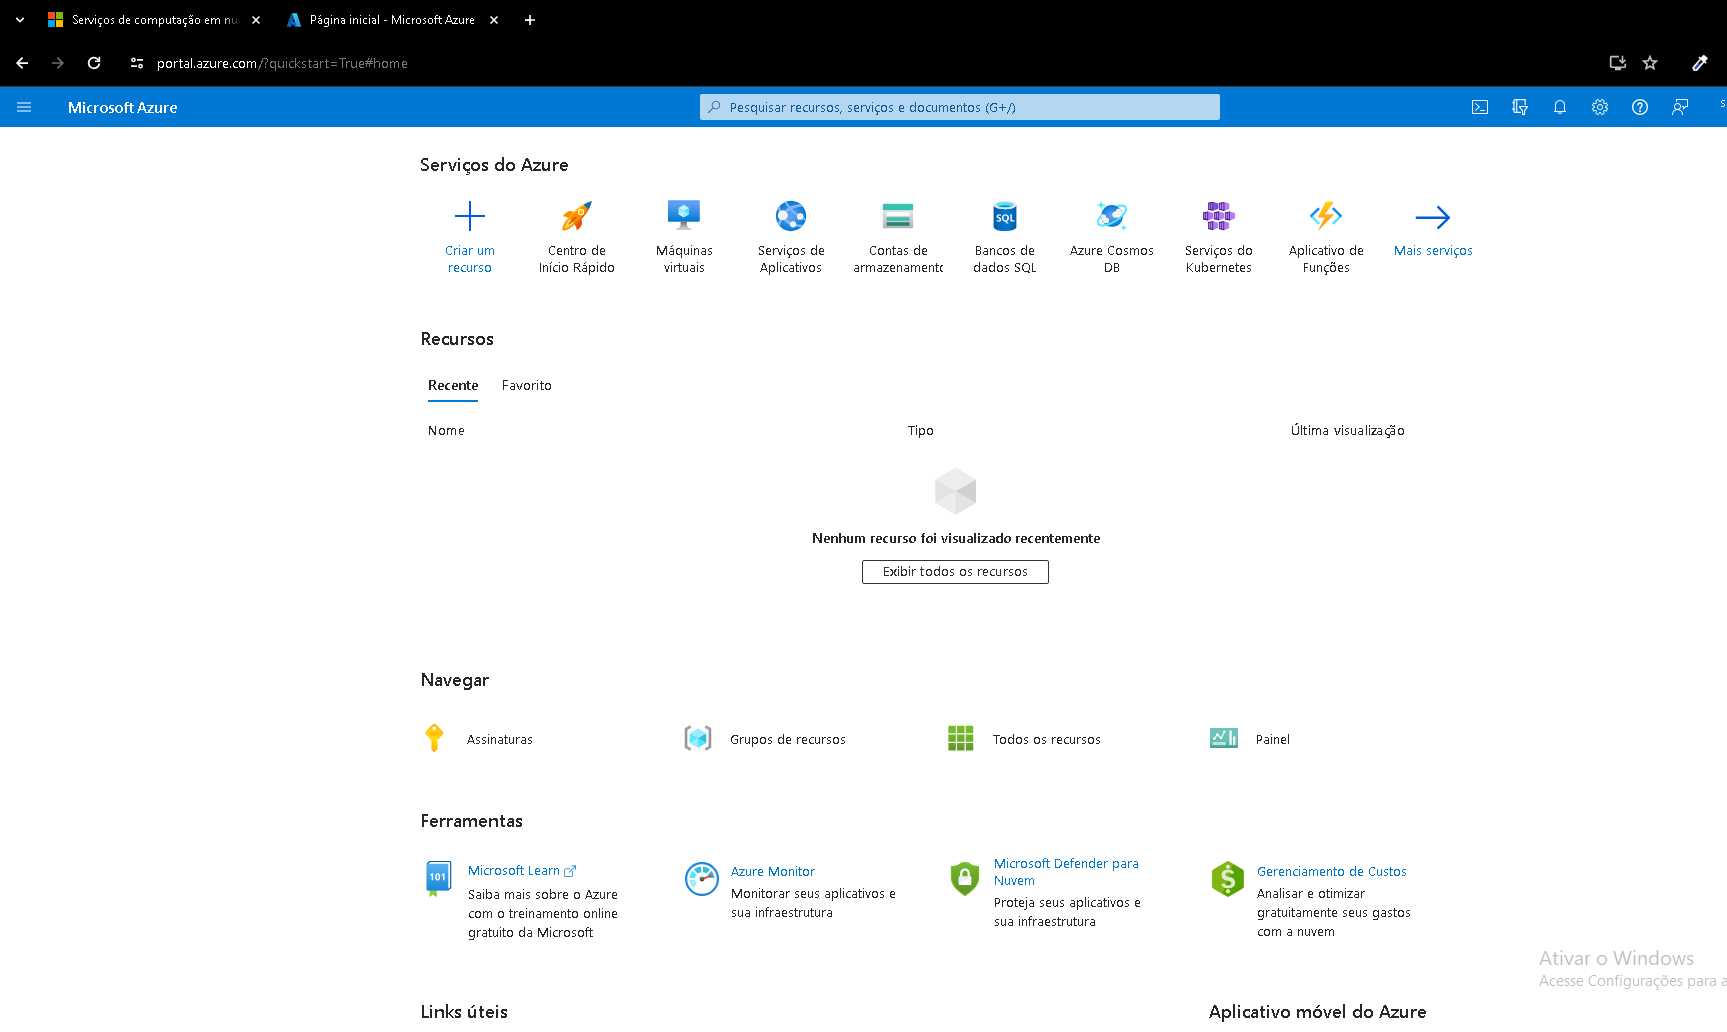 Serviços de computação em nu
Página inicial - Microsoft Azure
portal.azure.com/?quickstart=True#home
Microsoft Azure
Pesquisar recursos, serviços e documentos (G+/)
Serviços do Azure
Criar um
recurso
Centro de
Início Rápido
Máquinas
virtuais
Serviços de
Aplicativos
Contas de
armazenamento
SQL
Bancos de
dados SQL
Azure Cosmos
DB
Serviços do
Kubernetes
Aplicativo de
Funções
Mais serviços
Recursos
Recente
Favorito
Nome
Tipo
Última visualização
Nenhum recurso foi visualizado recentemente
Exibir todos os recursos
Navegar
Assinaturas
Grupos de recursos
Todos os recursos
Painel
Ferramentas
101
Microsoft Learn
Saiba mais sobre o Azure
com o treinamento online
gratuito da Microsoft
Azure Monitor
Monitorar seus aplicativos e
sua infraestrutura
Microsoft Defender para
Nuvem
Proteja seus aplicativos e
sua infraestrutura
Gerenciamento de Custos
Analisar e otimizar
gratuitamente seus gastos
com a nuvem
Ativar o Windows
Acesse Configurações para a
Links úteis
Aplicativo móvel do Azure